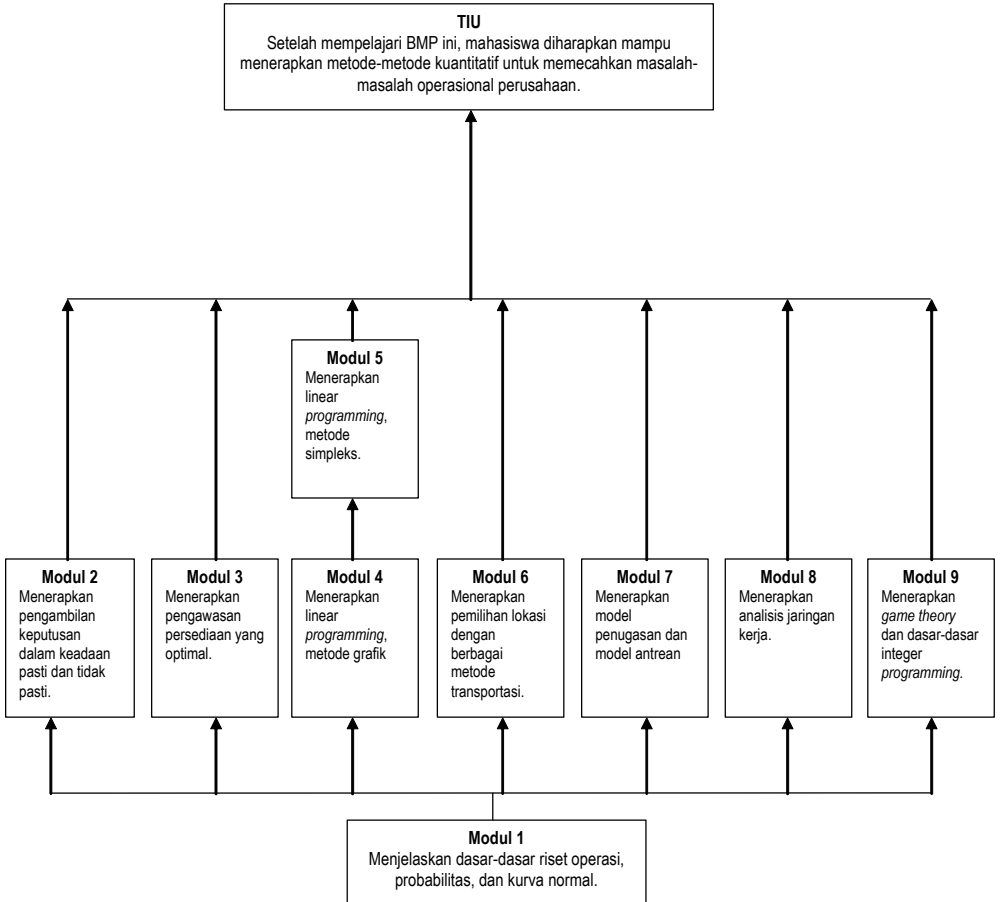 TIU
Setelah mempelajari BMP ini, mahasiswa diharapkan mampu
menerapkan metode-metode kuantitatif untuk memecahkan masalah-
masalah operasional perusahaan.
Modul 5
Menerapkan
linear
programming,
metode
simpleks.
Modul 2
Menerapkan
pengambilan
keputusan
dalam keadaan
pasti dan tidak
pasti.
Modul 3
Menerapkan
pengawasan
persediaan yang
optimal.
Modul 4
Menerapkan
linear
programming,
metode grafik
Modul 6
Menerapkan
pemilihan lokasi
dengan
berbagai
metode
transportasi.
Modul 7
Menerapkan
model
penugasan dan
model antrean
Modul 8
Menerapkan
analisis jaringan
kerja.
Modul 9
Menerapkan
game theory
dan dasar-dasar
integer
programming.
Modul 1
Menjelaskan dasar-dasar riset operasi,
probabilitas, dan kurva normal.